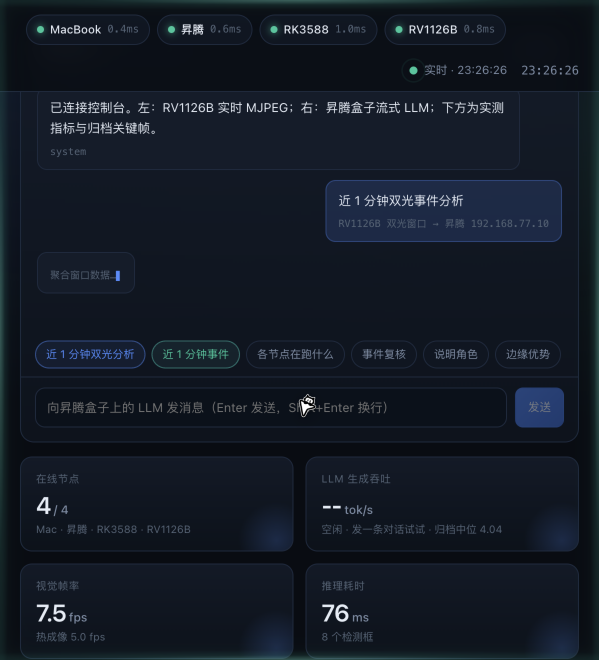 MacBook 0.4ms 昇腾 0.6ms RK3588 1.0ms RV1126B 0.8ms
实时 · 23:26:26 23:26:26
已连接控制台。左：RV1126B 实时 MJPEG；右：昇腾盒子流式 LLM；下方为实测
指标与归档关键帧。
system
近 1 分钟双光事件分析
RV1126B 双光窗口 → 昇腾 192.168.77.10
聚合窗口数据…
近 1 分钟双光分析 近 1 分钟事件 各节点在跑什么 事件复核 说明角色 边缘优势
向昇腾盒子上的 LLM 发消息（Enter 发送，+Enter 换行） 发送
在线节点
4 / 4
Mac · 昇腾 · RK3588 · RV1126B
LLM 生成吞吐
-- tok/s
空闲 · 发一条对话试试 · 归档中位 4.04
视觉帧率
7.5 fps
热成像 5.0 fps
推理耗时
76 ms
8 个检测框